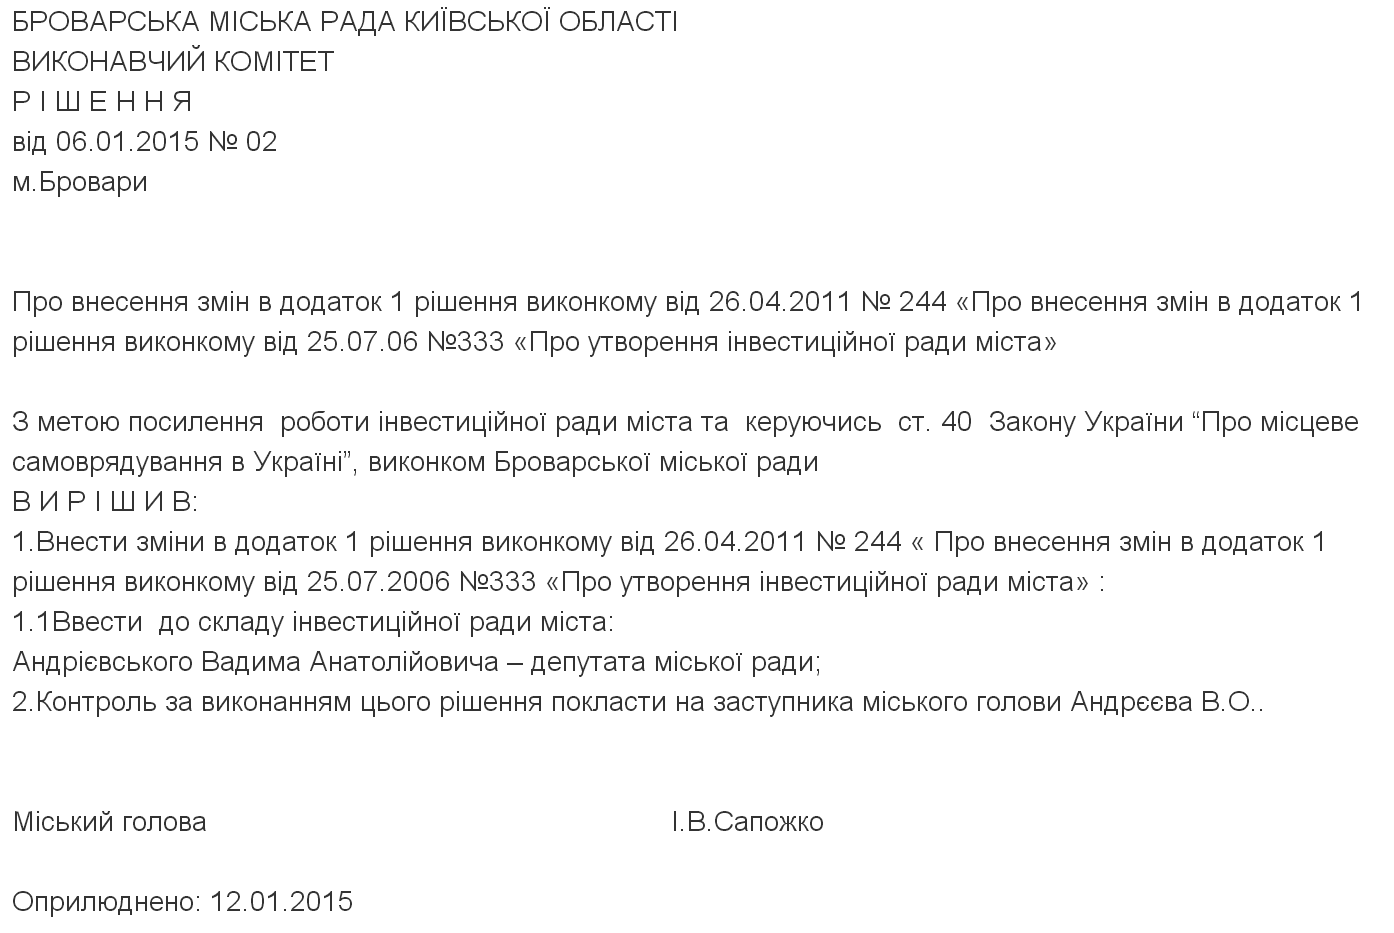 БРОВАРСЬКА МІСЬКА РАДА КИЇВСЬКОЇ ОБЛАСТІ
ВИКОНАВЧИЙ КОМІТЕТ
Р І Ш Е Н Н Я
від 06.01.2015 № 02
м.Бровари
Про внесення змін в додаток 1 рішення виконкому від 26.04.2011 № 244 «Про внесення змін в додаток 1
рішення виконкому від 25.07.06 №333 «Про утворення інвестиційної ради міста»
З метою посилення  роботи інвестиційної ради міста та  керуючись  ст. 40  Закону України “Про місцеве
самоврядування в Україні”, виконком Броварської міської ради
В И Р І Ш И В:
1.Внести зміни в додаток 1 рішення виконкому від 26.04.2011 № 244 « Про внесення змін в додаток 1
рішення виконкому від 25.07.2006 №333 «Про утворення інвестиційної ради міста» :
1.1Ввести  до складу інвестиційної ради міста:
Андрієвського Вадима Анатолійовича – депутата міської ради;
2.Контроль за виконанням цього рішення покласти на заступника міського голови Андрєєва В.О..
Міський голова І.В.Сапожко
Оприлюднено: 12.01.2015